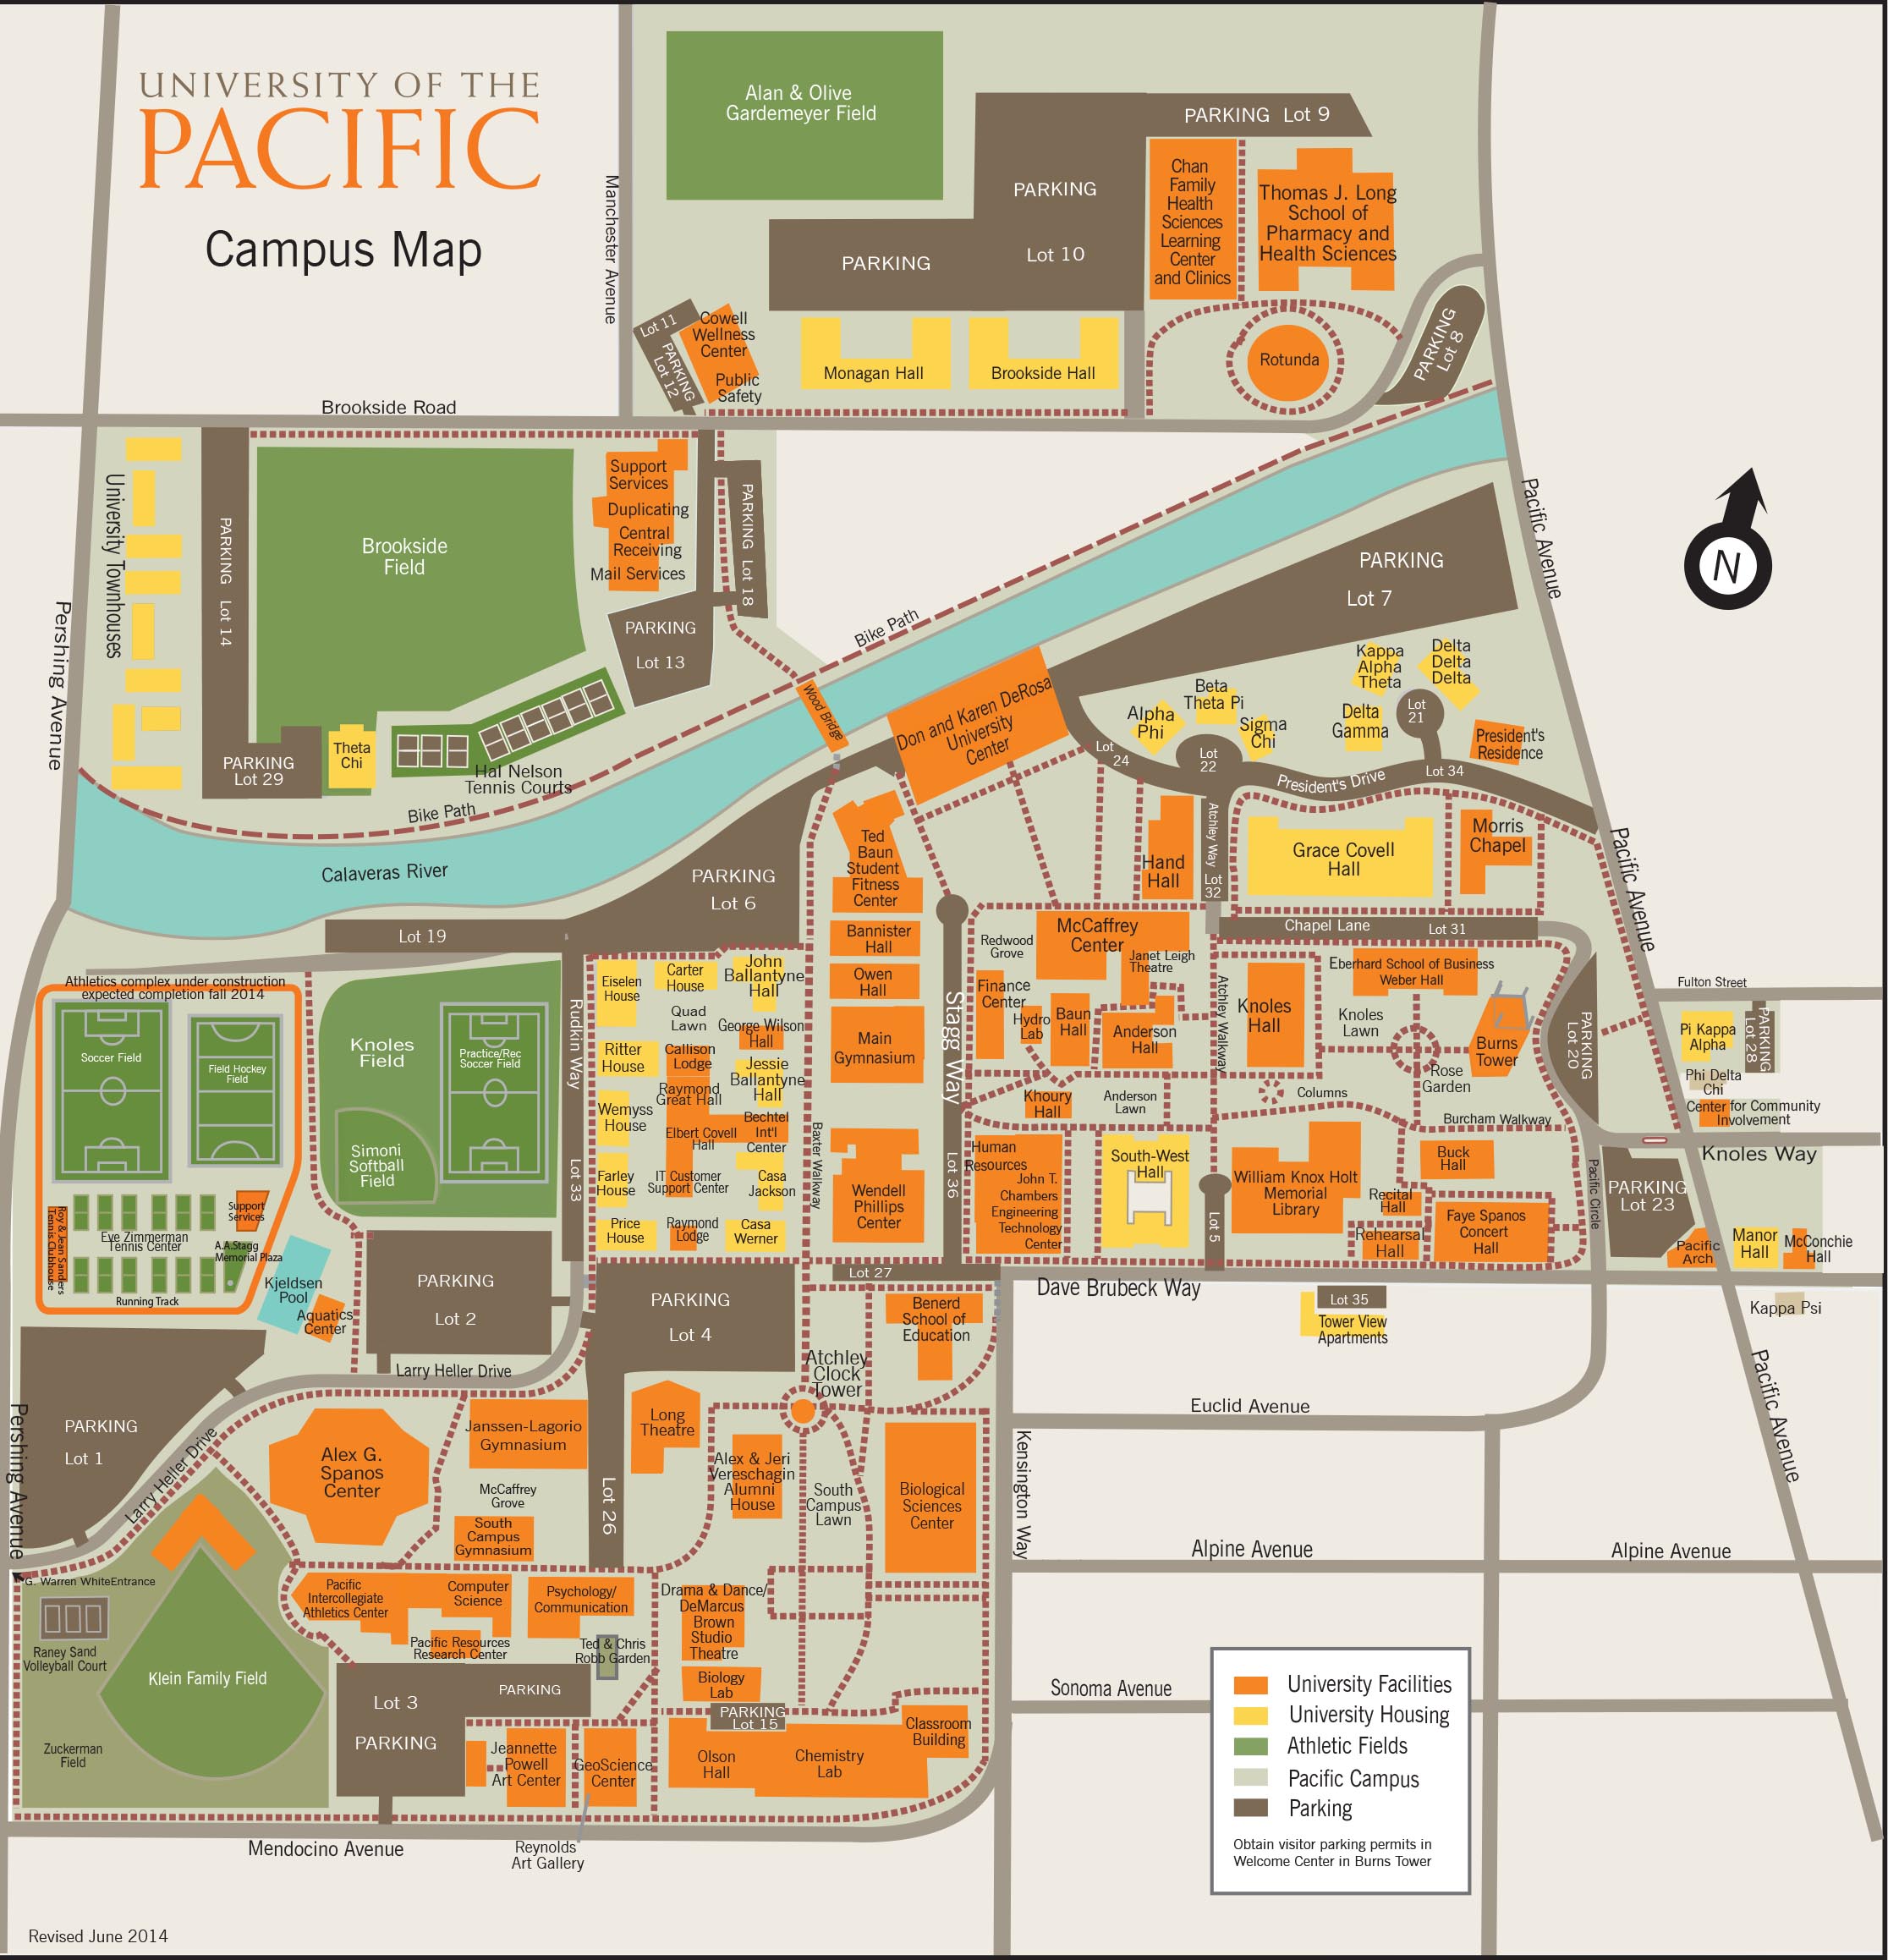 UNIVERSITY OF THE
PACIFIC
Campus Map
Alan & Olive
Gardemeyer Field
PARKING Lot 9
PARKING
Lot 10
PARKING
Chan
Family
Health
Sciences
Learning
Center
and Clinics
Thomas J. Long
School of
Pharmacy and
Health Sciences
Manchester Avenue
Lot 11
PARKING
Lot 12
Cowell
Wellness
Center
Public
Safety
Monagan Hall
Brookside Hall
Rotunda
PARKING
Lot 8
Brookside Road
University Townhouses
PARKING Lot 14
Brookside
Field
Support
Services
Duplicating
Central
Receiving
Mail Services
PARKING Lot 18
PARKING
Lot 13
Pershing Avenue
PARKING
Lot 29
Theta
Chi
Hal Nelson
Tennis Courts
Bike Path
Bike Path
Wood Bridge
Calaveras River
Pacific Avenue
N
PARKING
Lot 7
Don and Karen DeRosa
University
Center
Kappa
Alpha
Theta
Delta
Delta
Delta
Beta
Theta Pi
Alpha
Phi
Sigma
Chi
Delta
Gamma
Lot
21
President's
Residence
Lot
24
Lot
22
President's Drive
Lot 34
Atchley Way
Lot
32
Hand
Hall
Grace Covell
Hall
Morris
Chapel
Pacific Avenue
Chapel Lane
Lot 31
PARKING
Lot 6
Lot 19
Ted
Baun
Student
Fitness
Center
Bannister
Hall
Owen
Hall
Main
Gymnasium
Wendell
Phillips
Center
Stagg Way
Lot 36
Baxter Walkway
Redwood
Grove
McCaffrey
Center
Janet Leigh
Theatre
Finance
Center
Hydro
Lab
Baun
Hall
Anderson
Hall
Atchley Walkway
Knoles
Hall
Eberhard School of Business
Weber Hall
Knoles
Lawn
Burns
Tower
Rose
Garden
Columns
Burcham Walkway
PARKING
Lot 20
Fulton Street
Pi Kappa
Alpha
PARKING
Lot 28
Phi Delta
Chi
Center for Community
Involvement
Knoles Way
Khoury
Hall
Anderson
Lawn
Human
Resources
John T.
Chambers
Engineering
Technology
Center
South-West
Hall
William Knox Holt
Memorial
Library
Lot 5
Buck
Hall
Recital
Hall
Rehearsal
Hall
Faye Spanos
Concert
Hall
Pacific Circle
PARKING
Lot 23
Pacific
Arch
Manor
Hall
McConchie
Hall
Kappa Psi
Dave Brubeck Way
Lot 35
Tower View
Apartments
Athletics complex under construction
expected completion fall 2014
Soccer Field
Field Hockey
Field
Knoles
Field
Practice/Rec
Soccer Field
Simoni
Softball
Field
Roy & Jean Sanders
Tennis Clubhouse
Eve Zimmerman
Tennis Center
Support
Services
A.A.Stagg
Memorial Plaza
Running Track
Kjeldsen
Pool
Aquatics
Center
Rudkin Way
Lot 33
Eiselen
House
Carter
House
John
Ballantyne
Hall
Quad
Lawn
George Wilson
Hall
Ritter
House
Callison
Lodge
Jessie
Ballantyne
Hall
Raymond
Great Hall
Wemyss
House
Bechtel
Int'l
Center
Elbert Covell
Hall
Farley
House
IT Customer
Support Center
Casa
Jackson
Price
House
Raymond
Lodge
Casa
Werner
PARKING
Lot 2
PARKING
Lot 4
Lot 27
Benerd
School of
Education
Larry Heller Drive
PARKING
Lot 1
Larry Heller Drive
Pershing Avenue
G. Warren WhiteEntrance
Raney Sand
Volleyball Court
Klein Family Field
Zuckerman
Field
Alex G.
Spanos
Center
Janssen-Lagorio
Gymnasium
McCaffrey
Grove
South
Campus
Gymnasium
Lot 26
Long
Theatre
Atchley
Clock
Tower
Alex & Jeri
Vereschagin
Alumni
House
South
Campus
Lawn
Biological
Sciences
Center
Kensington Way
Euclid Avenue
Alpine Avenue
Alpine Avenue
Pacific Avenue
Sonoma Avenue
Pacific
Intercollegiate
Athletics Center
Computer
Science
Psychology/
Communication
Pacific Resources
Research Center
Ted & Chris
Robb Garden
Drama & Dance/
DeMarcus
Brown
Studio
Theatre
Biology
Lab
PARKING
Lot 15
Lot 3
PARKING
PARKING
Jeannette
Powell
Art Center
GeoScience
Center
Olson
Hall
Chemistry
Lab
Classroom
Building
Mendocino Avenue
Reynolds
Art Gallery
University Facilities
University Housing
Athletic Fields
Pacific Campus
Parking
Obtain visitor parking permits in
Welcome Center in Burns Tower
Revised June 2014